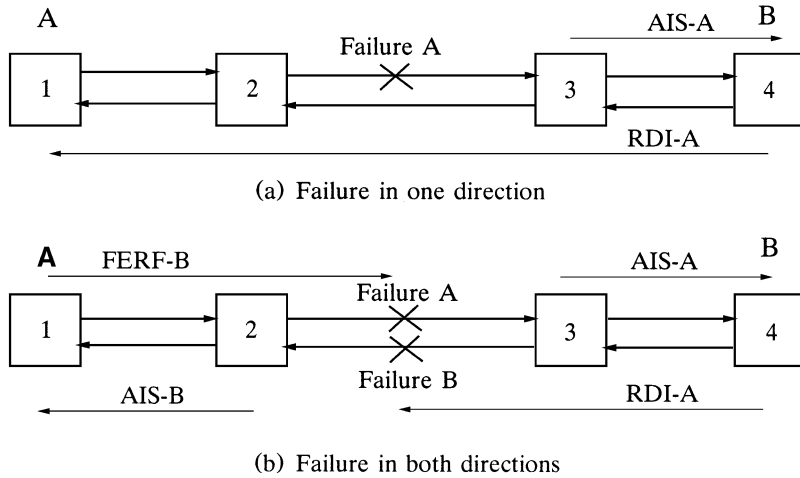 A
B
AIS-A
Failure A
1
2
3
4
RDI-A
(a) Failure in one direction
A
B
FERF-B
AIS-A
Failure A
1
2
3
4
Failure B
AIS-B
RDI-A
(b) Failure in both directions